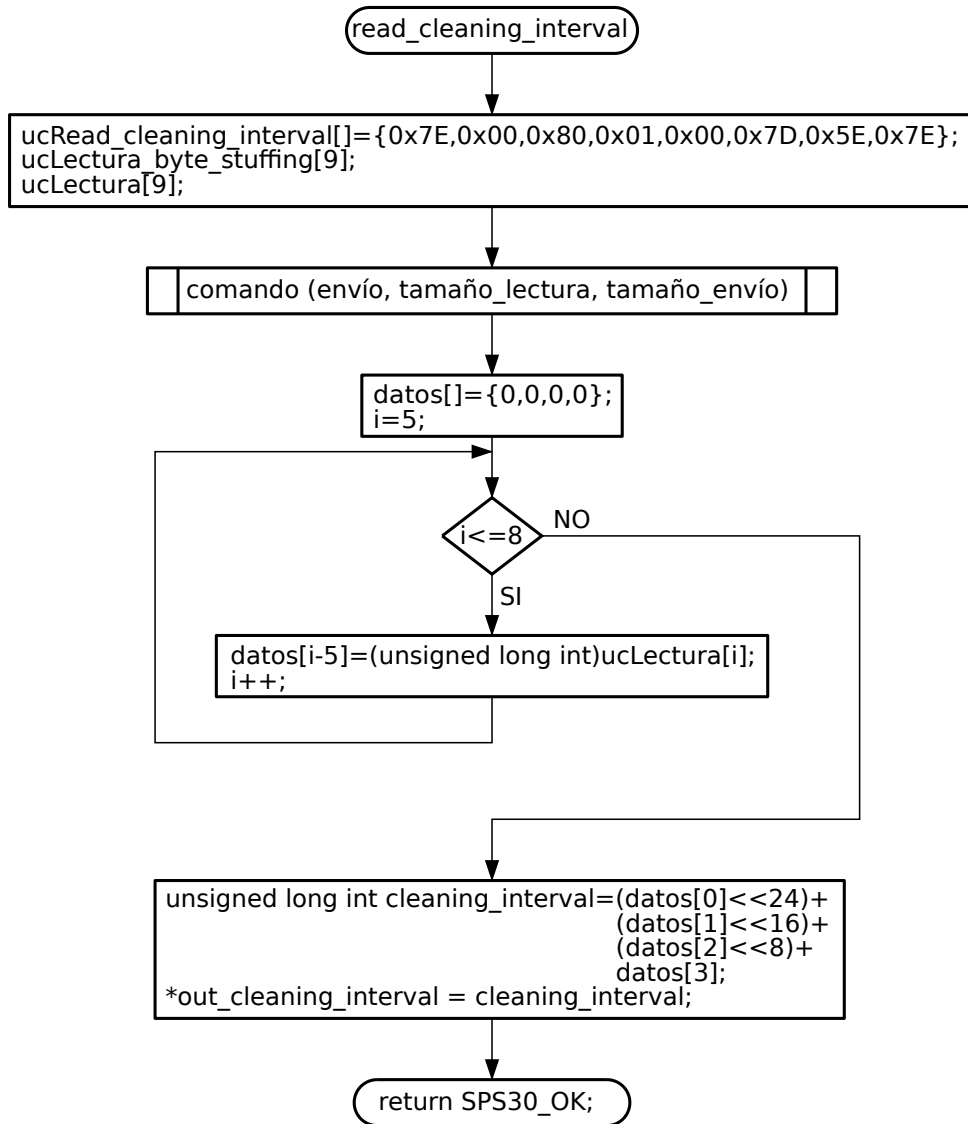 read_cleaning_interval
ucRead_cleaning_interval[]={0x7E,0x00,0x80,0x01,0x00,0x7D,0x5E,0x7E};
ucLectura_byte_stuffing[9];
ucLectura[9];
comando (envío, tamaño_lectura, tamaño_envío)
datos[]={0,0,0,0};
i=5;
i<=8
NO
SI
datos[i-5]=(unsigned long int)ucLectura[i];
i++;
unsigned long int cleaning_interval=(datos[0]<<24)+
(datos[1]<<16)+
(datos[2]<<8)+
datos[3];
*out_cleaning_interval = cleaning_interval;
return SPS30_OK;